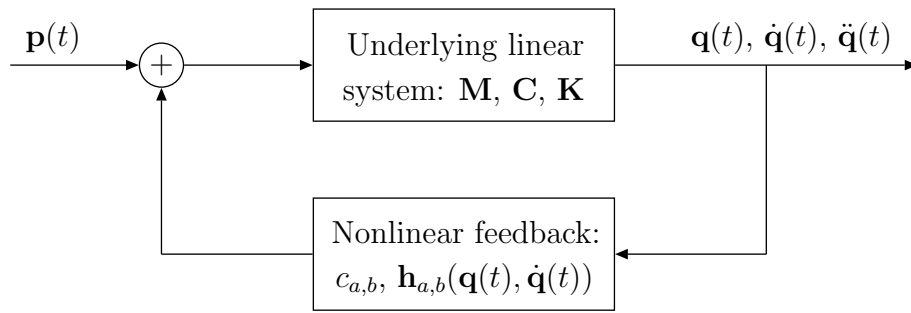 p(t)
+
Underlying linear
system: M, C, K
q(t), q̇(t), q̈(t)
Nonlinear feedback:
c_{a,b}, h_{a,b}(q(t), q̇(t))